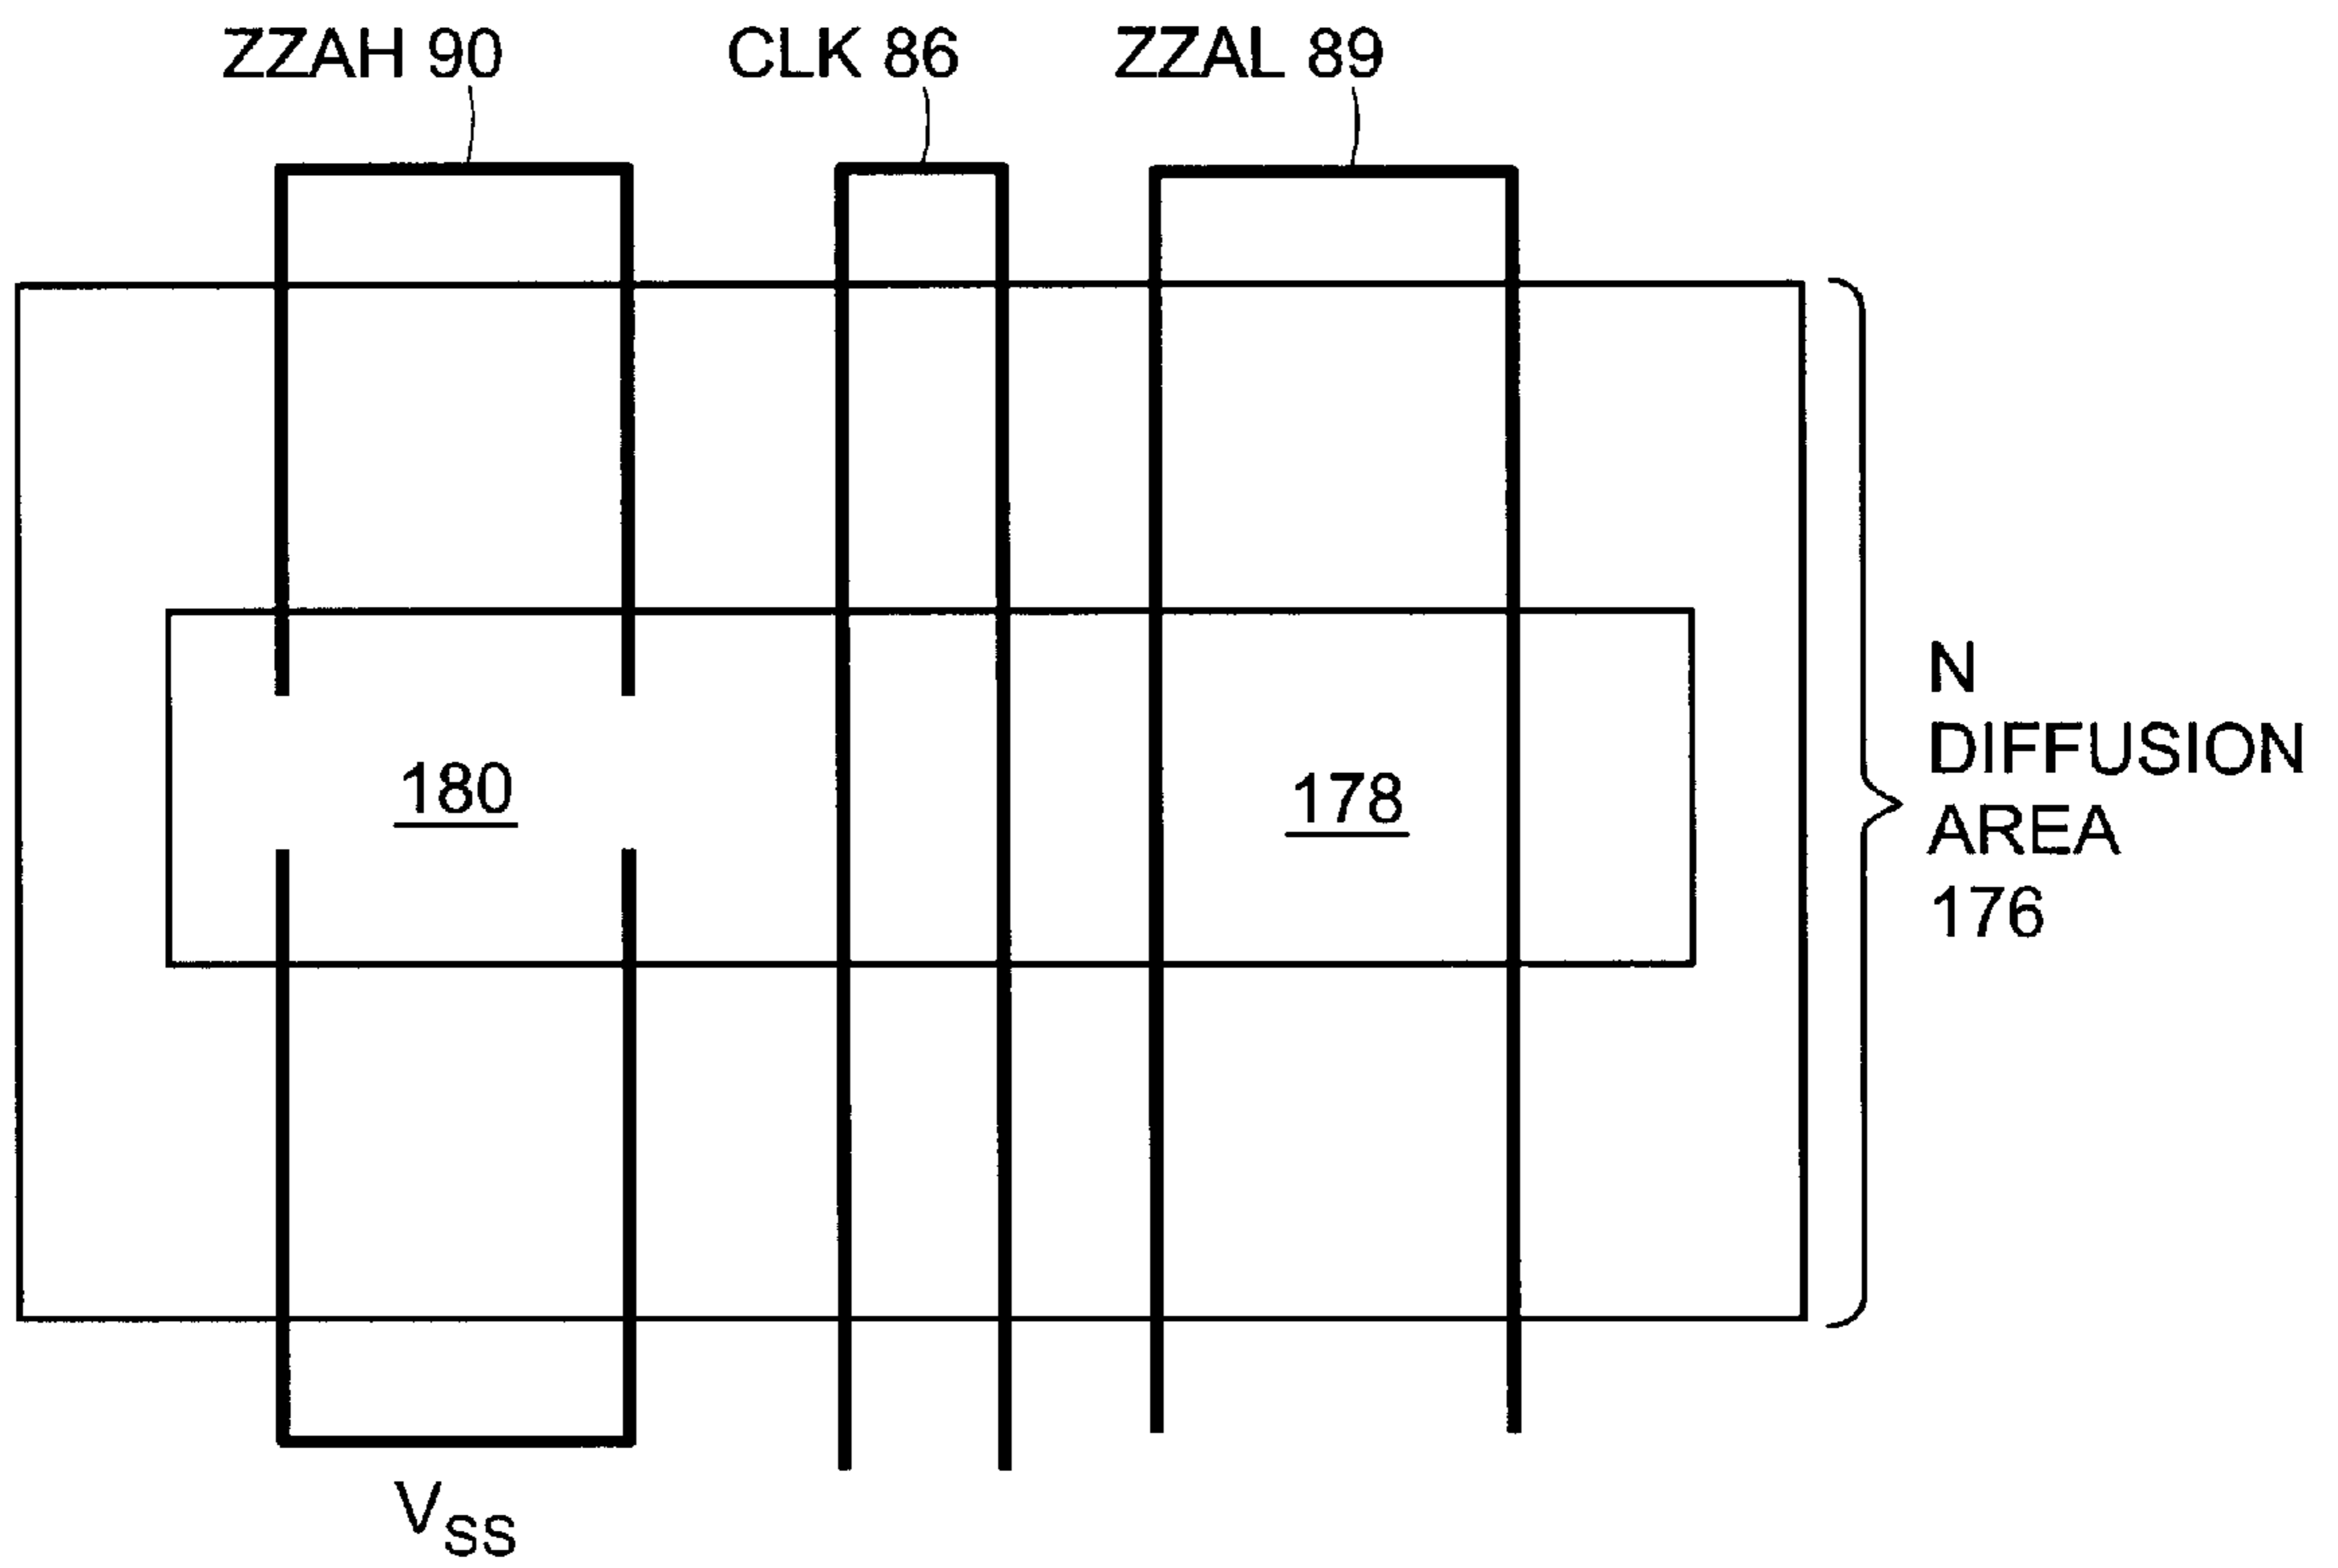 ZZAH 90
CLK 86
ZZAL 89
180
178
N
DIFFUSION
AREA
176
VSS